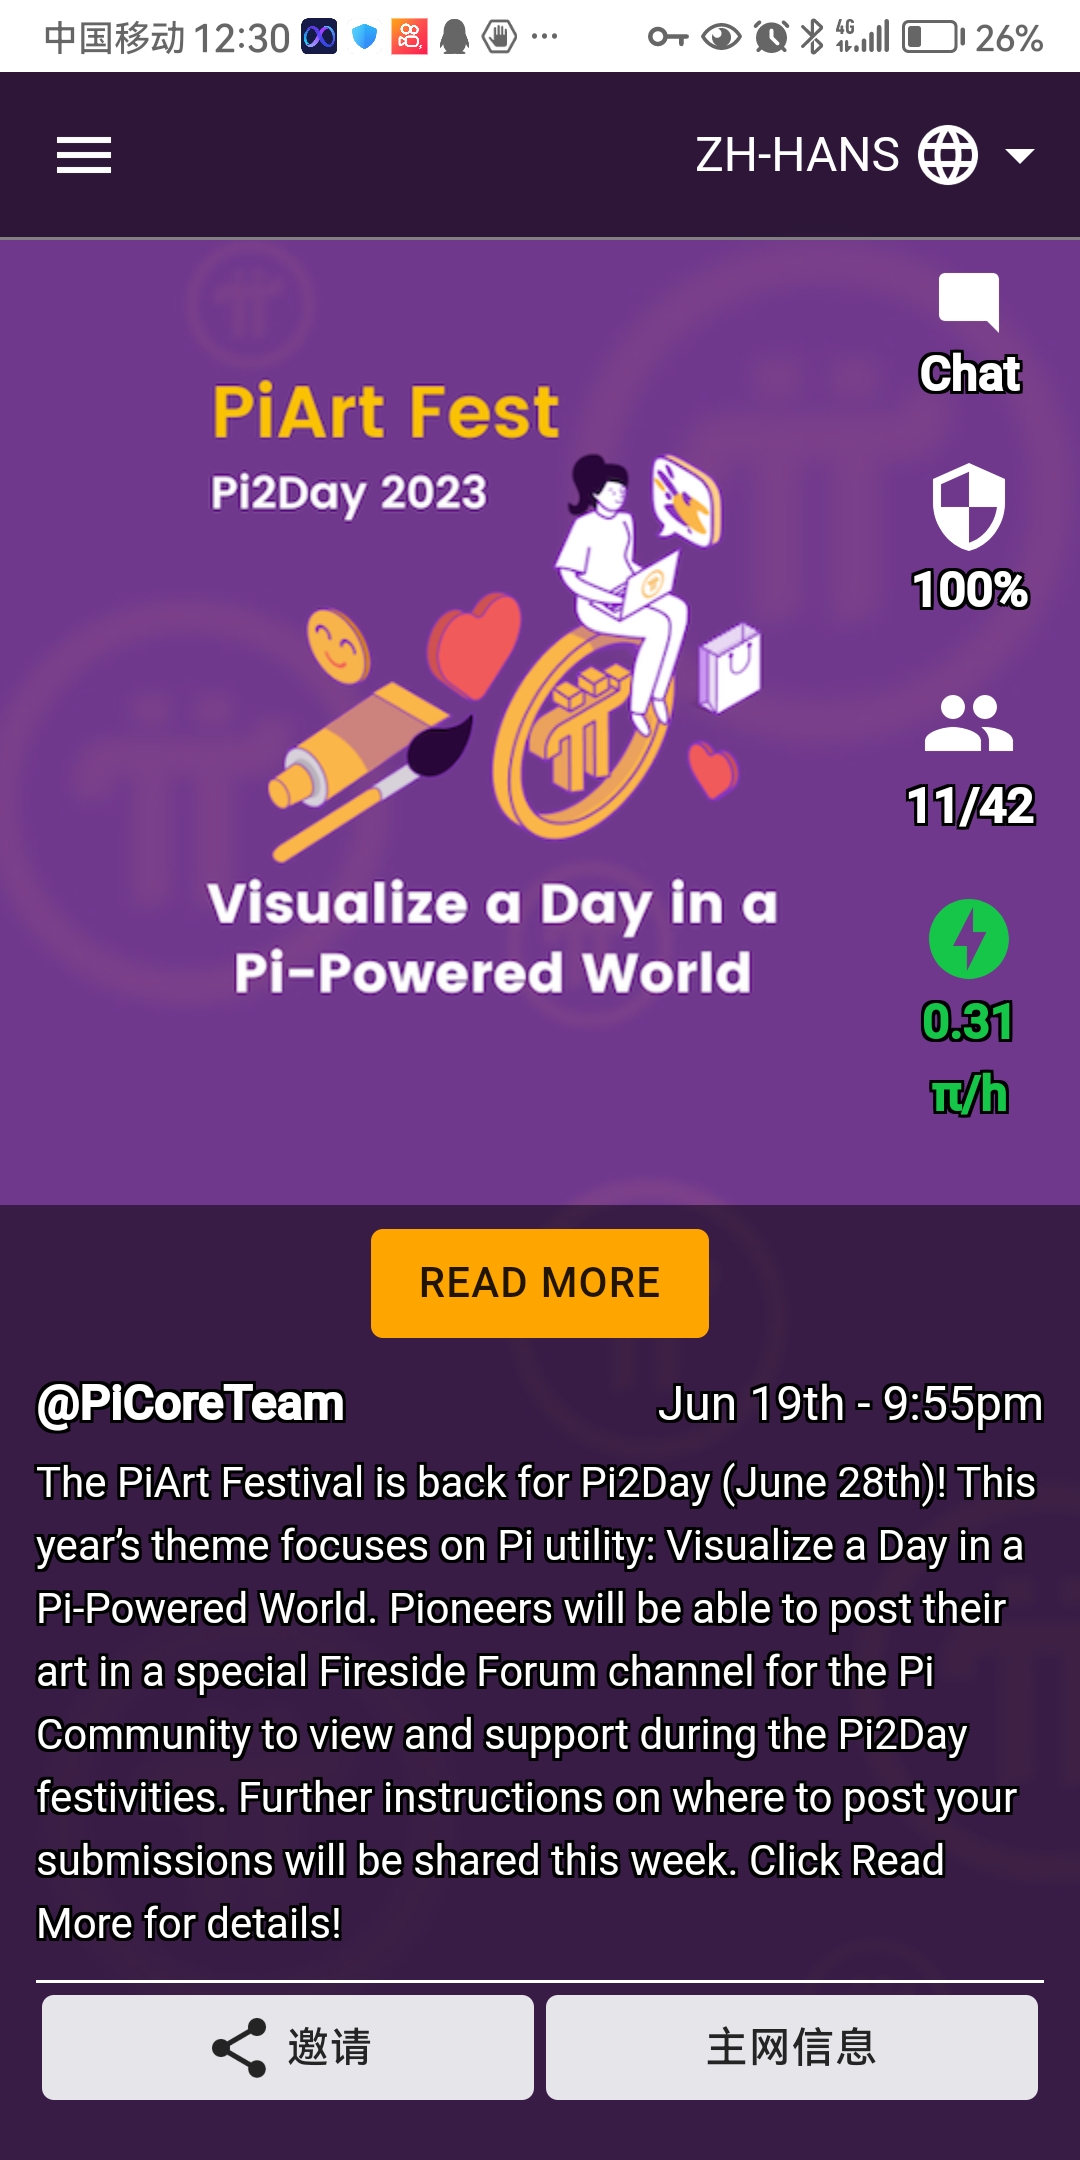 中国移动 12:30 ··· 4G 26%
ZH-HANS
Chat
PiArt Fest
Pi2Day 2023
100%
11/42
Visualize a Day in a
Pi-Powered World
0.31
π/h
READ MORE
@PiCoreTeam Jun 19th - 9:55pm
The PiArt Festival is back for Pi2Day (June 28th)! This
year’s theme focuses on Pi utility: Visualize a Day in a
Pi-Powered World. Pioneers will be able to post their
art in a special Fireside Forum channel for the Pi
Community to view and support during the Pi2Day
festivities. Further instructions on where to post your
submissions will be shared this week. Click Read
More for details!
邀请 主网信息